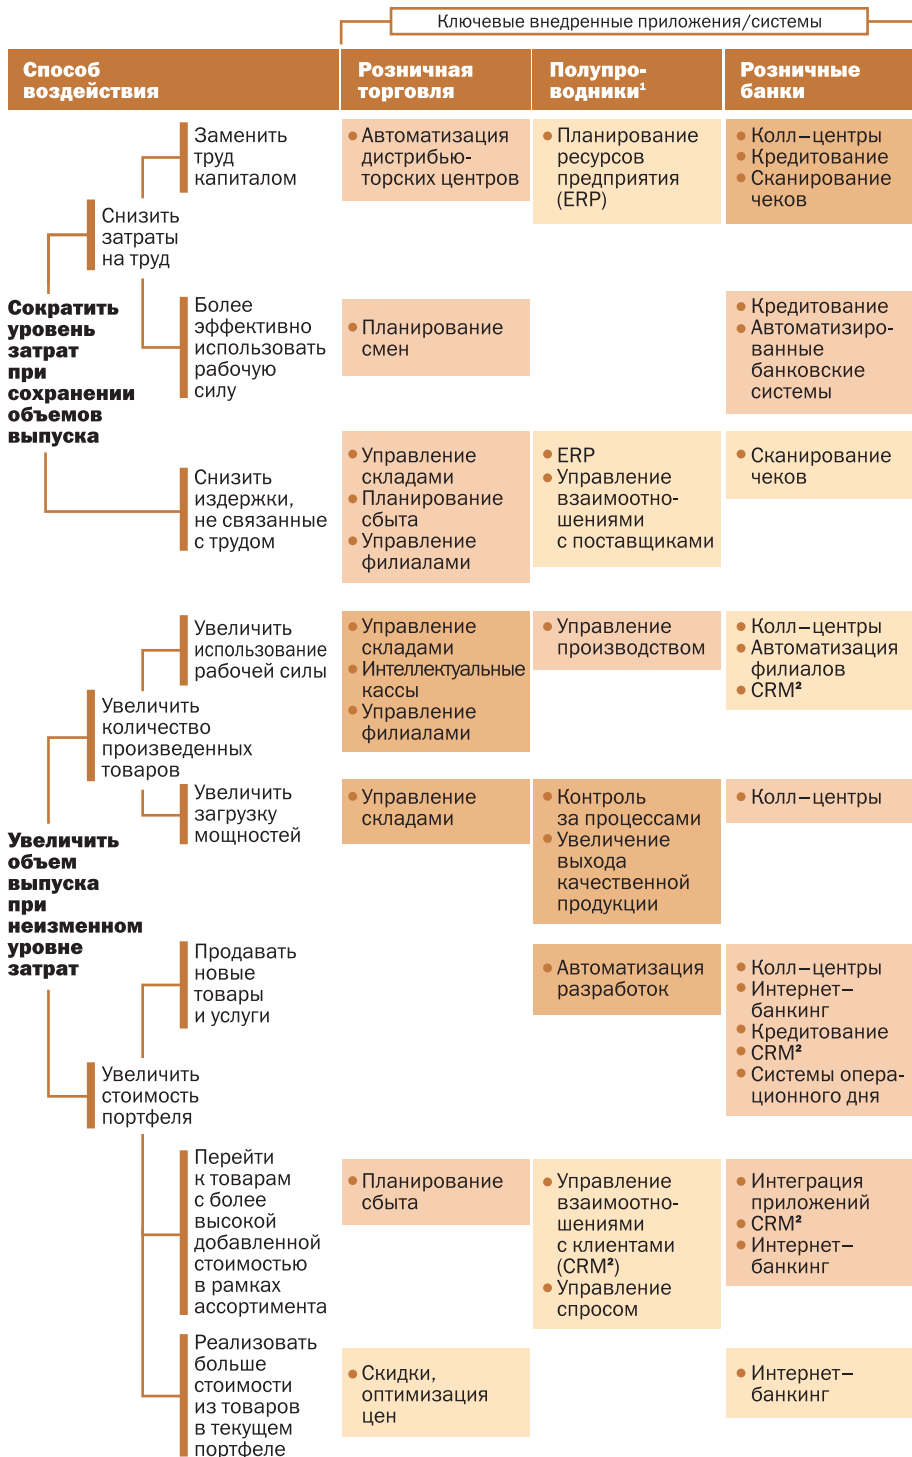 Ключевые внедренные приложения/системы
Способ
воздействия
Розничная
торговля
Полупро-
водники¹
Розничные
банки
Сократить
уровень
затрат
при
сохранении
объемов
выпуска
Снизить
затраты
на труд
Заменить
труд
капиталом
• Автоматизация
дистрибью-
торских центров
• Планирование
ресурсов
предприятия
(ERP)
• Колл–центры
• Кредитование
• Сканирование
чеков
Более
эффективно
использовать
рабочую
силу
• Планирование
смен
• Кредитование
• Автоматизиро-
ванные
банковские
системы
Снизить
издержки,
не связанные
с трудом
• Управление
складами
• Планирование
сбыта
• Управление
филиалами
• ERP
• Управление
взаимоотно-
шениями
с поставщиками
• Сканирование
чеков
Увеличить
объем
выпуска
при
неизменном
уровне
затрат
Увеличить
количество
произведенных
товаров
Увеличить
использование
рабочей силы
• Управление
складами
• Интеллектуальные
кассы
• Управление
филиалами
• Управление
производством
• Колл–центры
• Автоматизация
филиалов
• CRM²
Увеличить
загрузку
мощностей
• Управление
складами
• Контроль
за процессами
• Увеличение
выхода
качественной
продукции
• Колл–центры
Увеличить
стоимость
портфеля
Продавать
новые
товары
и услуги
• Автоматизация
разработок
• Колл–центры
• Интернет–
банкинг
• Кредитование
• CRM²
• Системы опера-
ционного дня
Перейти
к товарам
с более
высокой
добавленной
стоимостью
в рамках
ассортимента
• Планирование
сбыта
• Управление
взаимоотно-
шениями
с клиентами
(CRM²)
• Управление
спросом
• Интеграция
приложений
• CRM²
• Интернет–
банкинг
Реализовать
больше
стоимости
из товаров
в текущем
портфеле
• Скидки,
оптимизация
цен
• Интернет–
банкинг